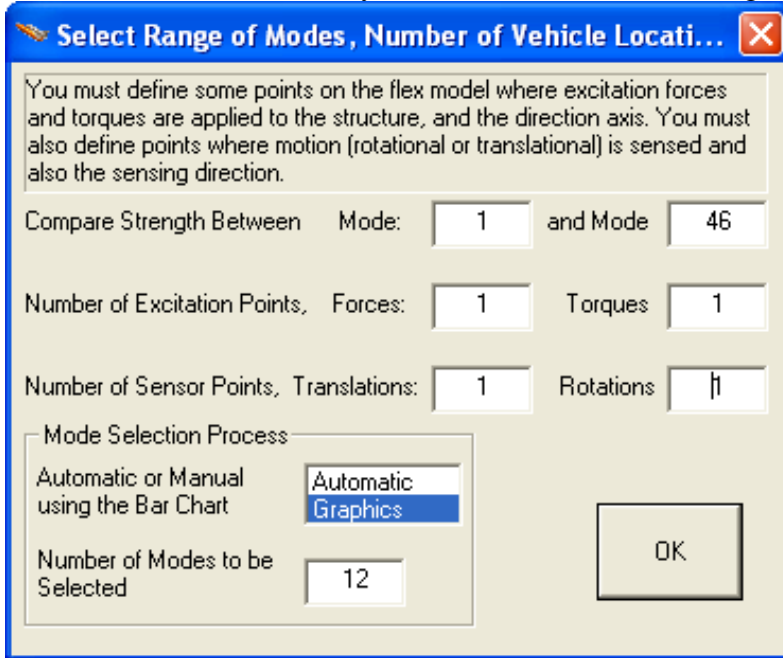 Select Range of Modes, Number of Vehicle Locati...
You must define some points on the flex model where excitation forces
and torques are applied to the structure, and the direction axis. You must
also define points where motion (rotational or translational) is sensed and
also the sensing direction.
Compare Strength Between Mode: 1 and Mode 46
Number of Excitation Points, Forces: 1 Torques 1
Number of Sensor Points, Translations: 1 Rotations 1
Mode Selection Process
Automatic or Manual
using the Bar Chart
Automatic
Graphics
Number of Modes to be
Selected
12
OK